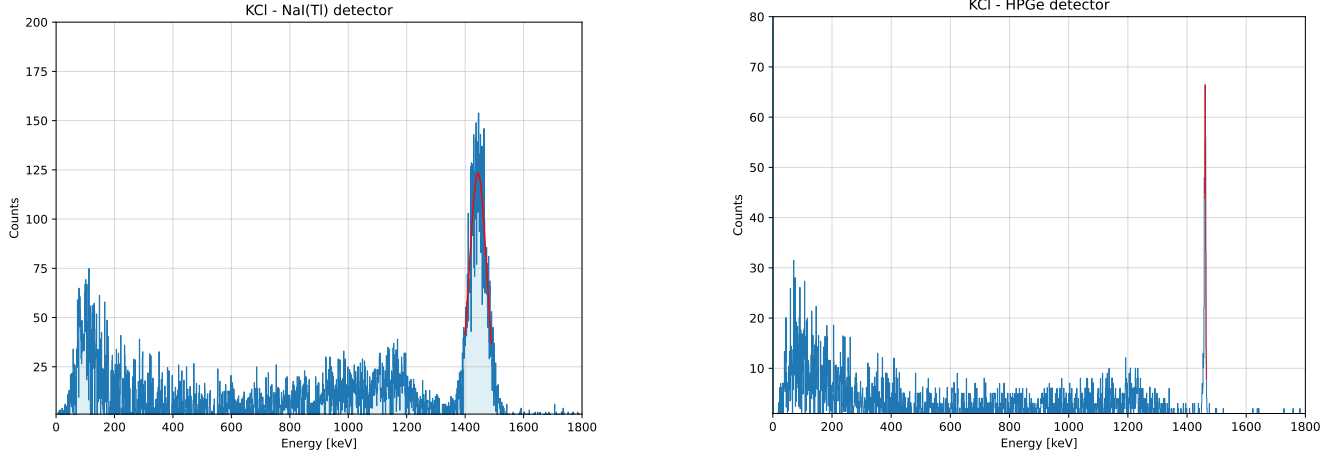 KCl - NaI(Tl) detector
200
175
150
125
100
75
50
25
Counts
0 200 400 600 800 1000 1200 1400 1600 1800
Energy [keV]
KCl - HPGe detector
80
70
60
50
40
30
20
10
Counts
0 200 400 600 800 1000 1200 1400 1600 1800
Energy [keV]